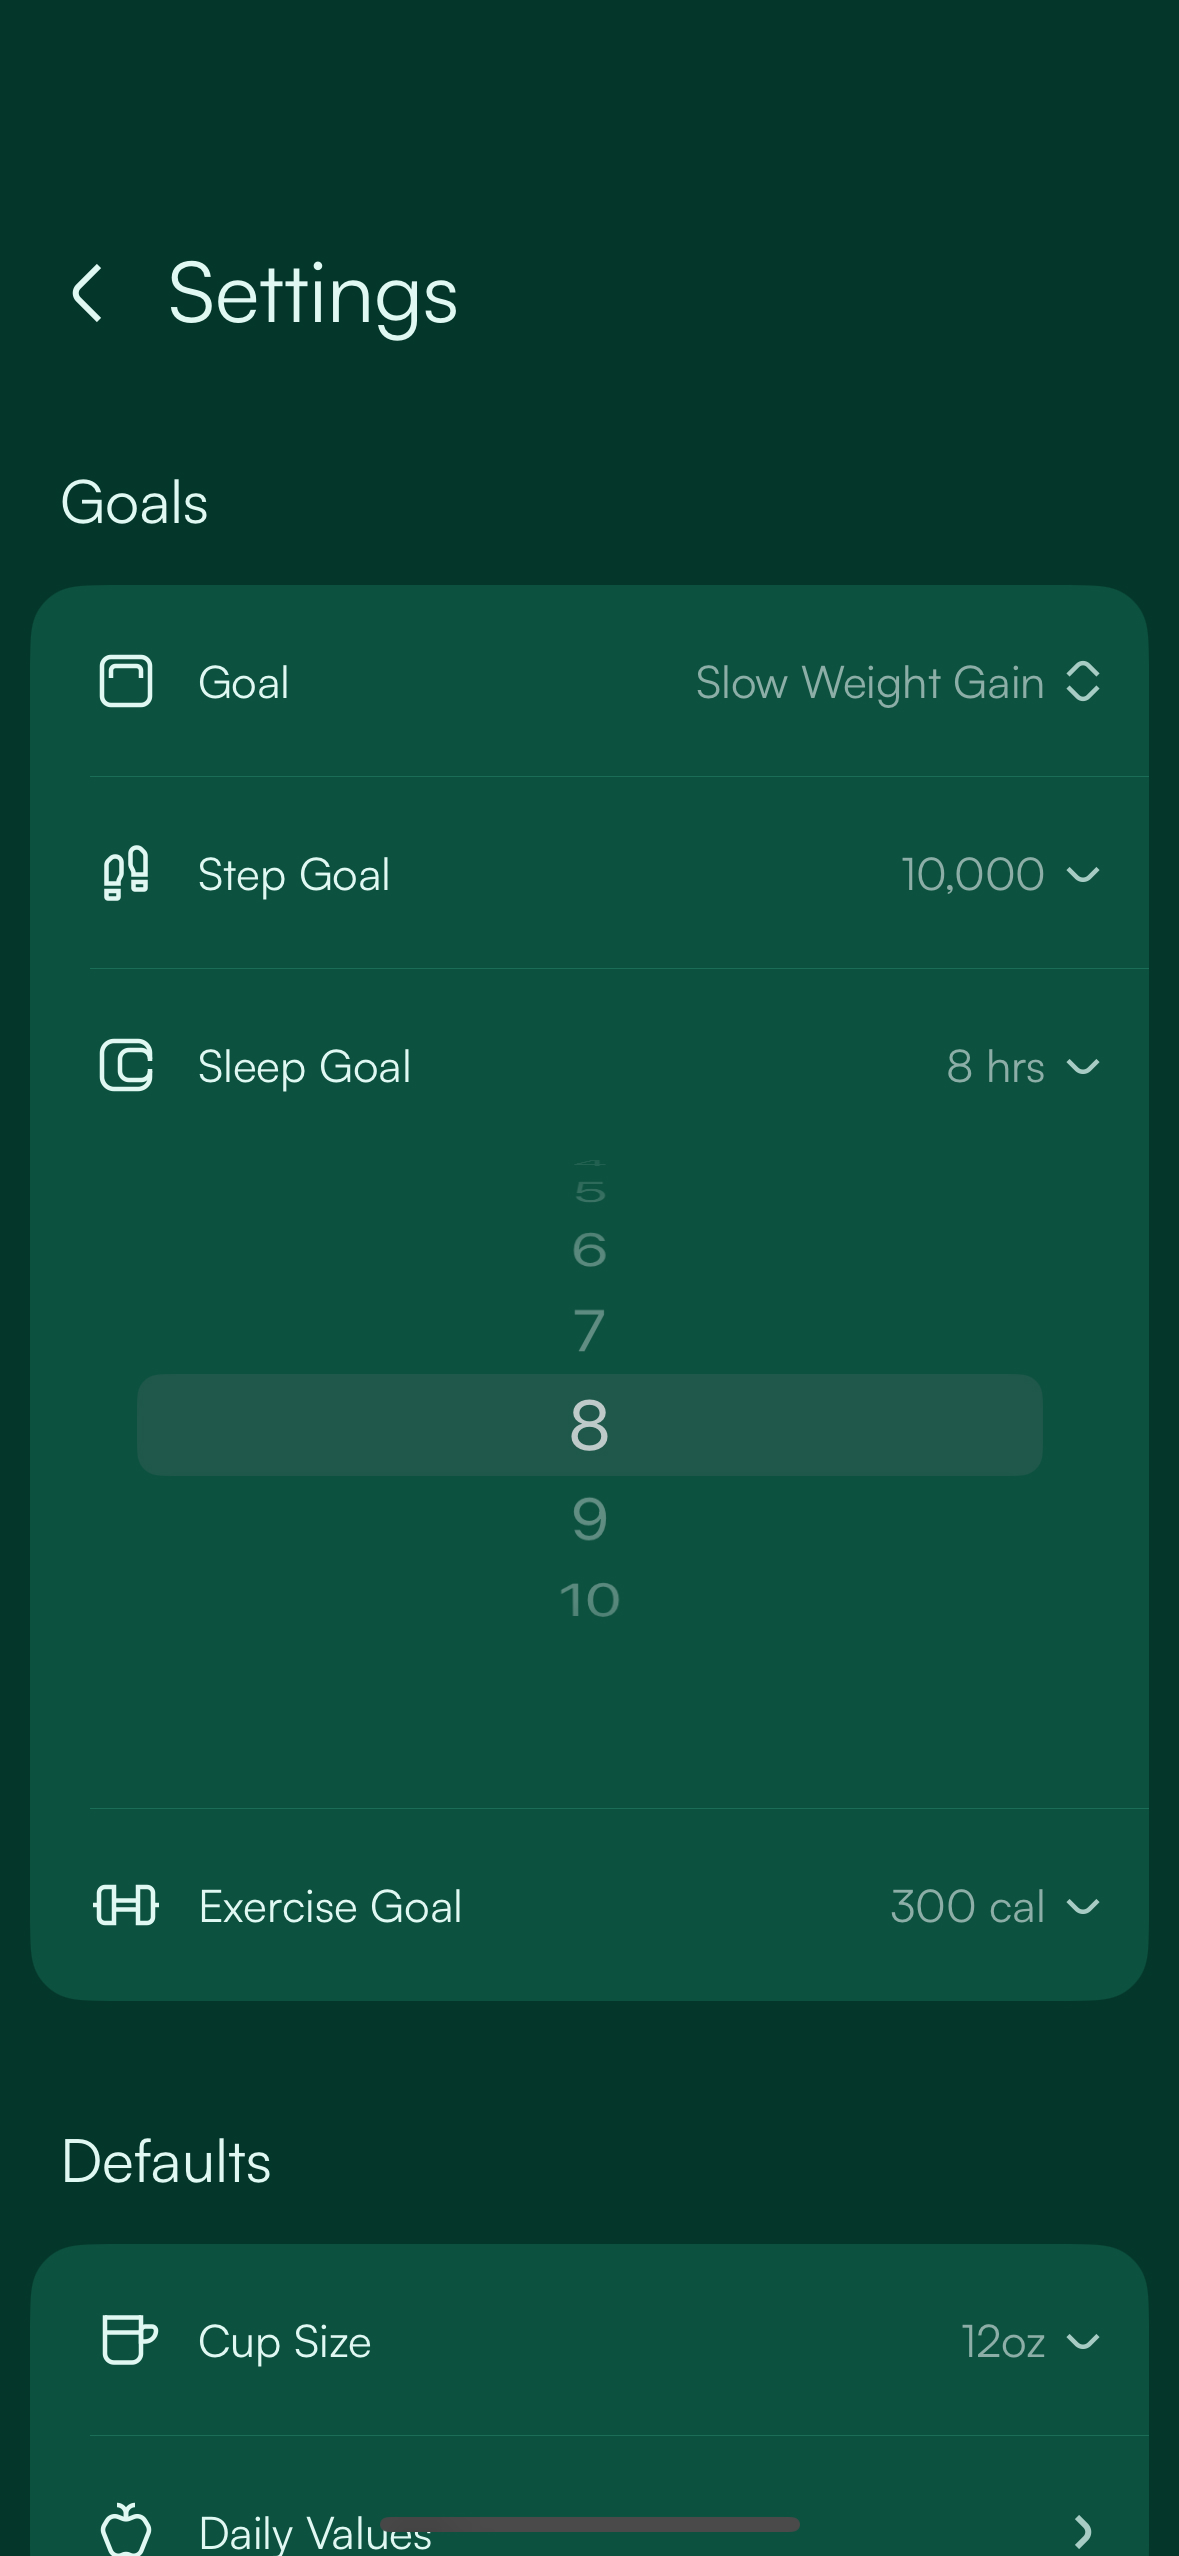 Settings
Goals
Goal Slow Weight Gain
Step Goal 10,000
Sleep Goal 8 hrs
4
5
6
7
8
9
10
Exercise Goal 300 cal
Defaults
Cup Size 12oz
Daily Values